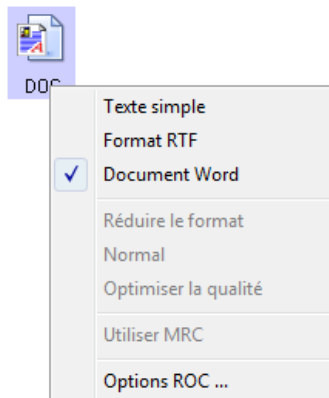 DOC
Texte simple
Format RTF
Document Word
Réduire le format
Normal
Optimiser la qualité
Utiliser MRC
Options ROC ...